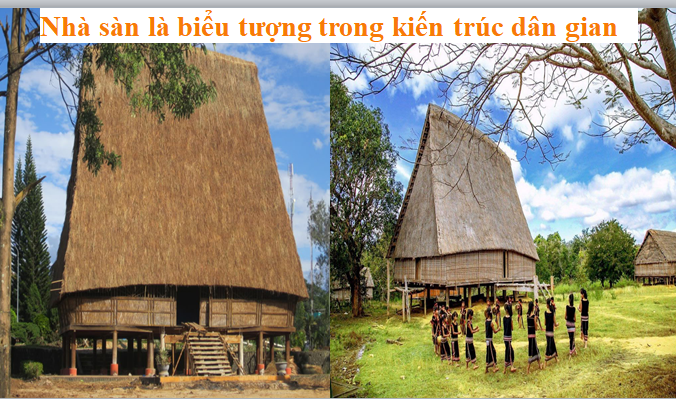 Nhà sàn là biểu tượng trong kiến trúc dân gian